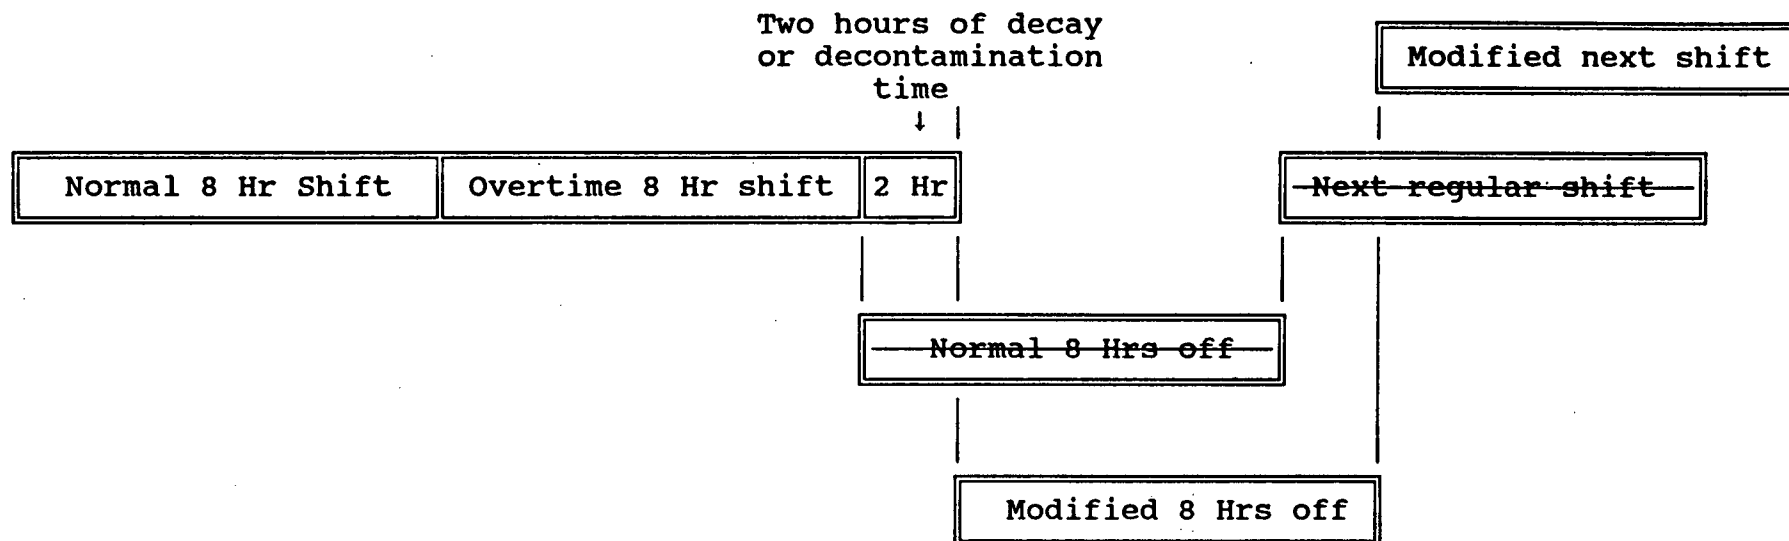 Two hours of decay
or decontamination
time
↓
Modified next shift
Normal 8 Hr Shift
Overtime 8 Hr shift
2 Hr
Next regular shift
Normal 8 Hrs off
Modified 8 Hrs off